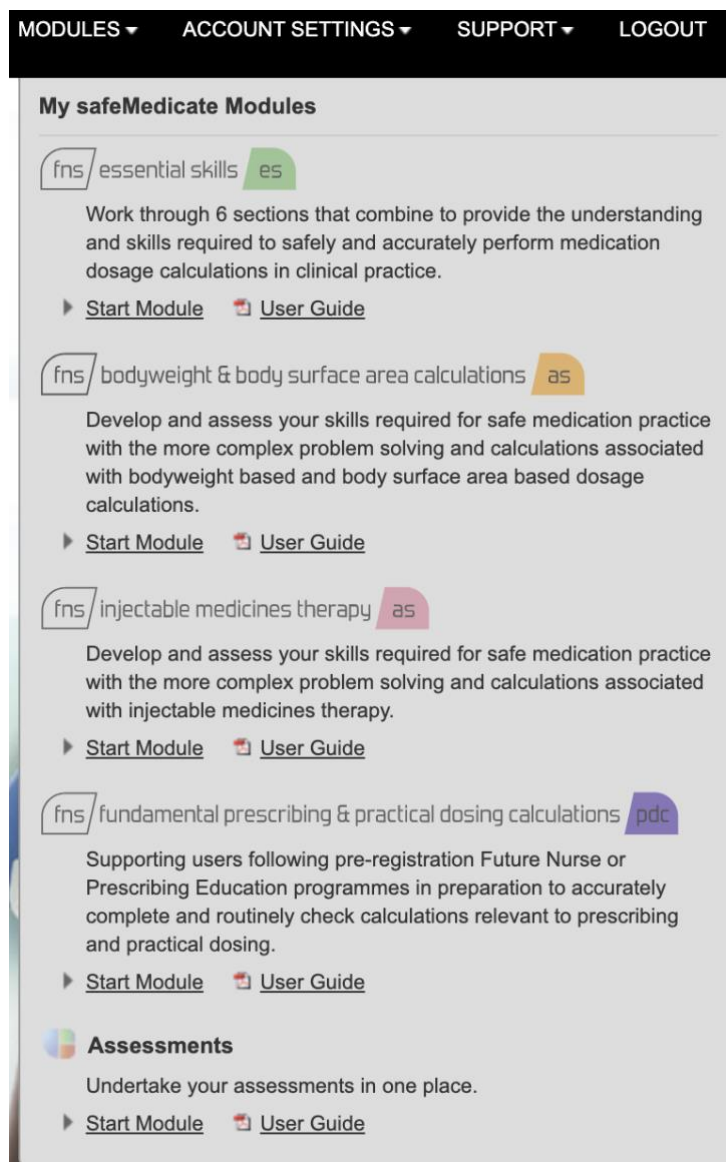 MODULES ACCOUNT SETTINGS SUPPORT LOGOUT
My safeMedicate Modules
fns essential skills es
Work through 6 sections that combine to provide the understanding
and skills required to safely and accurately perform medication
dosage calculations in clinical practice.
Start Module User Guide
fns bodyweight & body surface area calculations as
Develop and assess your skills required for safe medication practice
with the more complex problem solving and calculations associated
with bodyweight based and body surface area based dosage
calculations.
Start Module User Guide
fns injectable medicines therapy as
Develop and assess your skills required for safe medication practice
with the more complex problem solving and calculations associated
with injectable medicines therapy.
Start Module User Guide
fns fundamental prescribing & practical dosing calculations pdc
Supporting users following pre-registration Future Nurse or
Prescribing Education programmes in preparation to accurately
complete and routinely check calculations relevant to prescribing
and practical dosing.
Start Module User Guide
Assessments
Undertake your assessments in one place.
Start Module User Guide